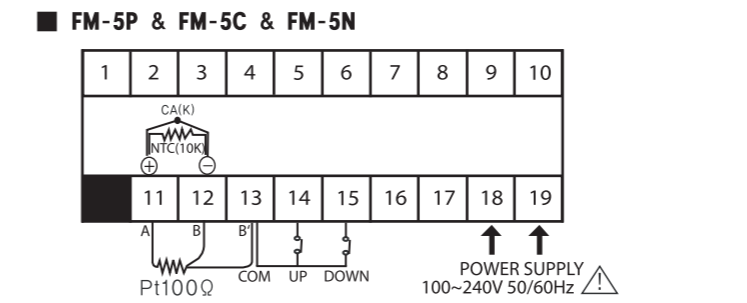 ■ FM-5P & FM-5C & FM-5N
1 2 3 4 5 6 7 8 9 10
CA(K)
NTC(10K)
+ −
11 12 13 14 15 16 17 18 19
A B B'
COM UP DOWN
Pt100Ω
POWER SUPPLY
100~240V 50/60Hz